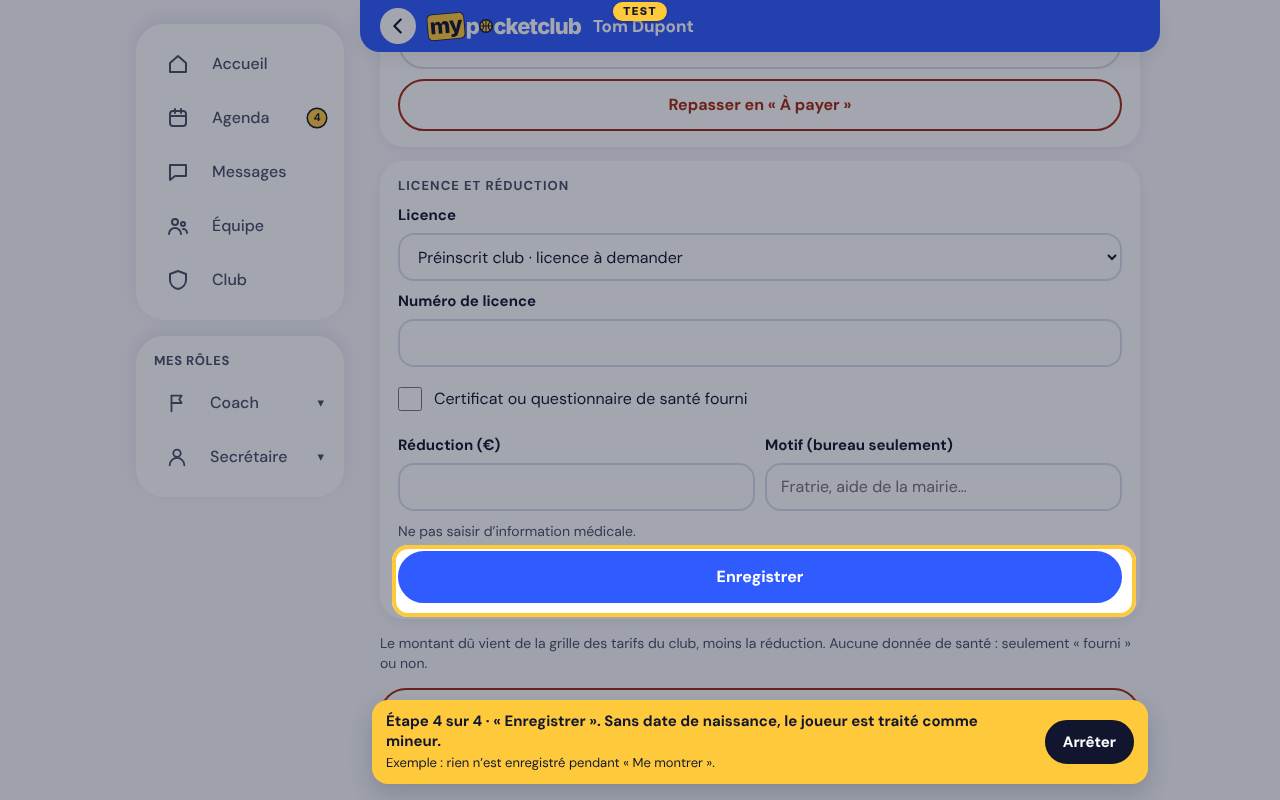 TEST
mypocketclub Tom Dupont
Accueil
Agenda 4
Messages
Équipe
Club
MES RÔLES
Coach ▾
Secrétaire ▾
Repasser en « À payer »
LICENCE ET RÉDUCTION
Licence
Préinscrit club · licence à demander
Numéro de licence
Certificat ou questionnaire de santé fourni
Réduction (€) Motif (bureau seulement)
Fratrie, aide de la mairie…
Ne pas saisir d’information médicale.
Enregistrer
Le montant dû vient de la grille des tarifs du club, moins la réduction. Aucune donnée de santé : seulement « fourni »
ou non.
Étape 4 sur 4 · « Enregistrer ». Sans date de naissance, le joueur est traité comme
mineur.
Exemple : rien n’est enregistré pendant « Me montrer ».
Arrêter